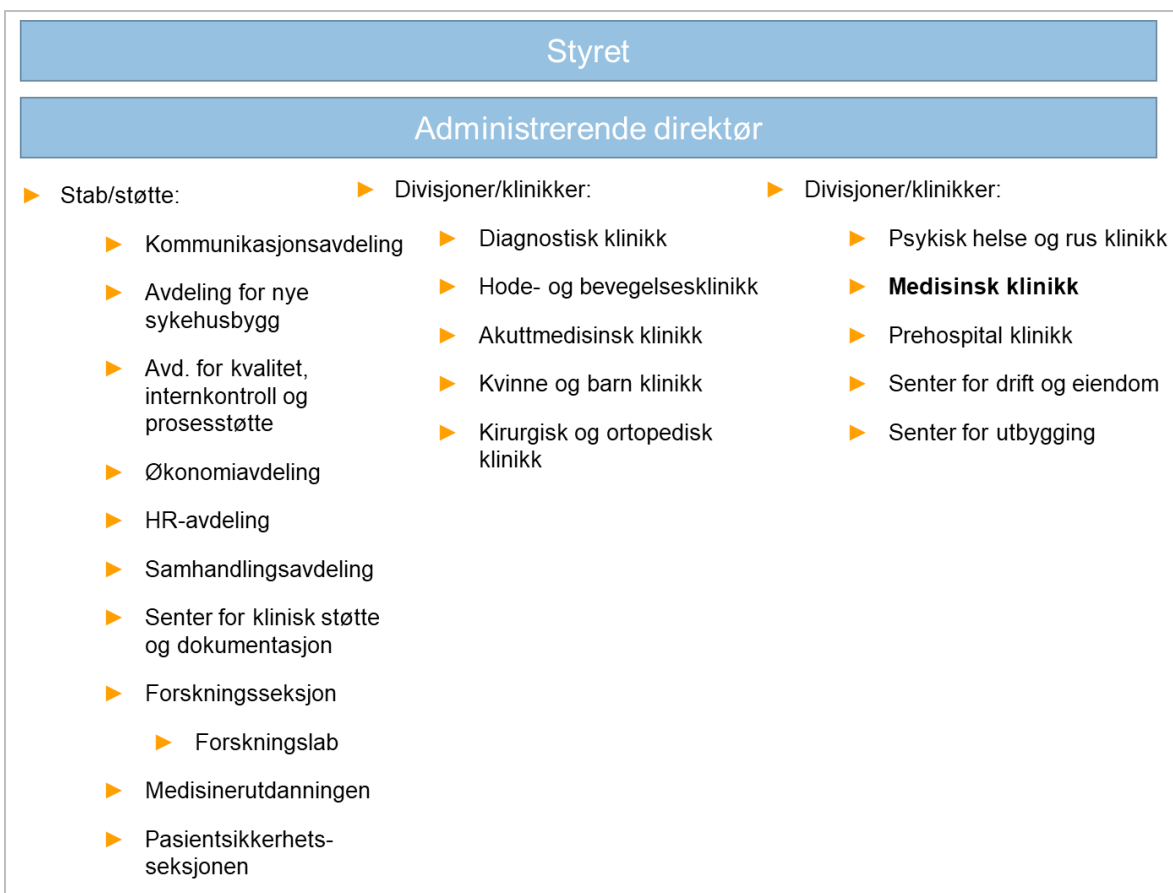 Styret
Administrerende direktør
Stab/støtte:
Kommunikasjonsavdeling
Avdeling for nye
sykehusbygg
Avd. for kvalitet,
internkontroll og
prosesstøtte
Økonomiavdeling
HR-avdeling
Samhandlingsavdeling
Senter for klinisk støtte
og dokumentasjon
Forskningsseksjon
Forskningslab
Medisinerutdanningen
Pasientsikkerhets-
seksjonen
Divisjoner/klinikker:
Diagnostisk klinikk
Hode- og bevegelsesklinikk
Akuttmedisinsk klinikk
Kvinne og barn klinikk
Kirurgisk og ortopedisk
klinikk
Divisjoner/klinikker:
Psykisk helse og rus klinikk
Medisinsk klinikk
Prehospital klinikk
Senter for drift og eiendom
Senter for utbygging